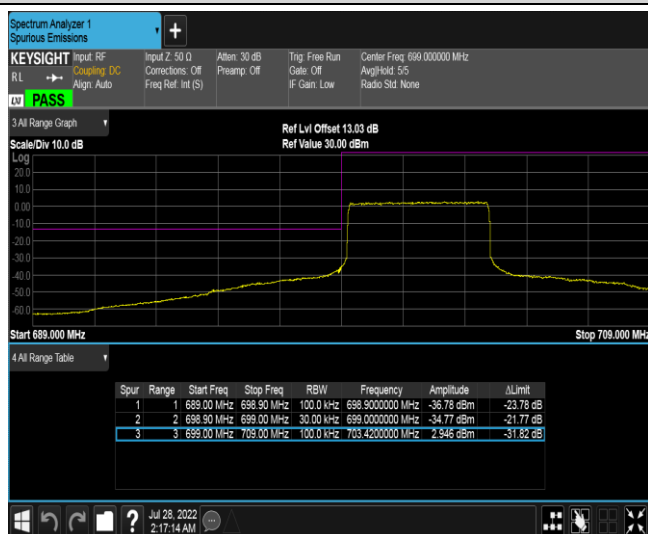 Spectrum Analyzer 1
Spurious Emissions
+
KEYSIGHT Input: RF Input Z: 50 Ω Atten: 30 dB Trig: Free Run Center Freq: 699.000000 MHz
RL Coupling: DC Corrections: Off Preamp: Off Gate: Off Avg|Hold: 5/5
Align: Auto Freq Ref: Int (S) IF Gain: Low Radio Std: None
LXI PASS
3 All Range Graph
Ref Lvl Offset 13.03 dB
Scale/Div 10.0 dB Ref Value 30.00 dBm
Log
20.0
10.0
0.00
-10.0
-20.0
-30.0
-40.0
-50.0
-60.0
Start 689.000 MHz Stop 709.000 MHz
4 All Range Table
Spur Range Start Freq Stop Freq RBW Frequency Amplitude ΔLimit
1 1 689.00 MHz 698.90 MHz 100.0 kHz 698.9000000 MHz -36.78 dBm -23.78 dB
2 2 698.90 MHz 699.00 MHz 30.00 kHz 699.0000000 MHz -34.77 dBm -21.77 dB
3 3 699.00 MHz 709.00 MHz 100.0 kHz 703.4200000 MHz 2.946 dBm -31.82 dB
? Jul 28, 2022
2:17:14 AM